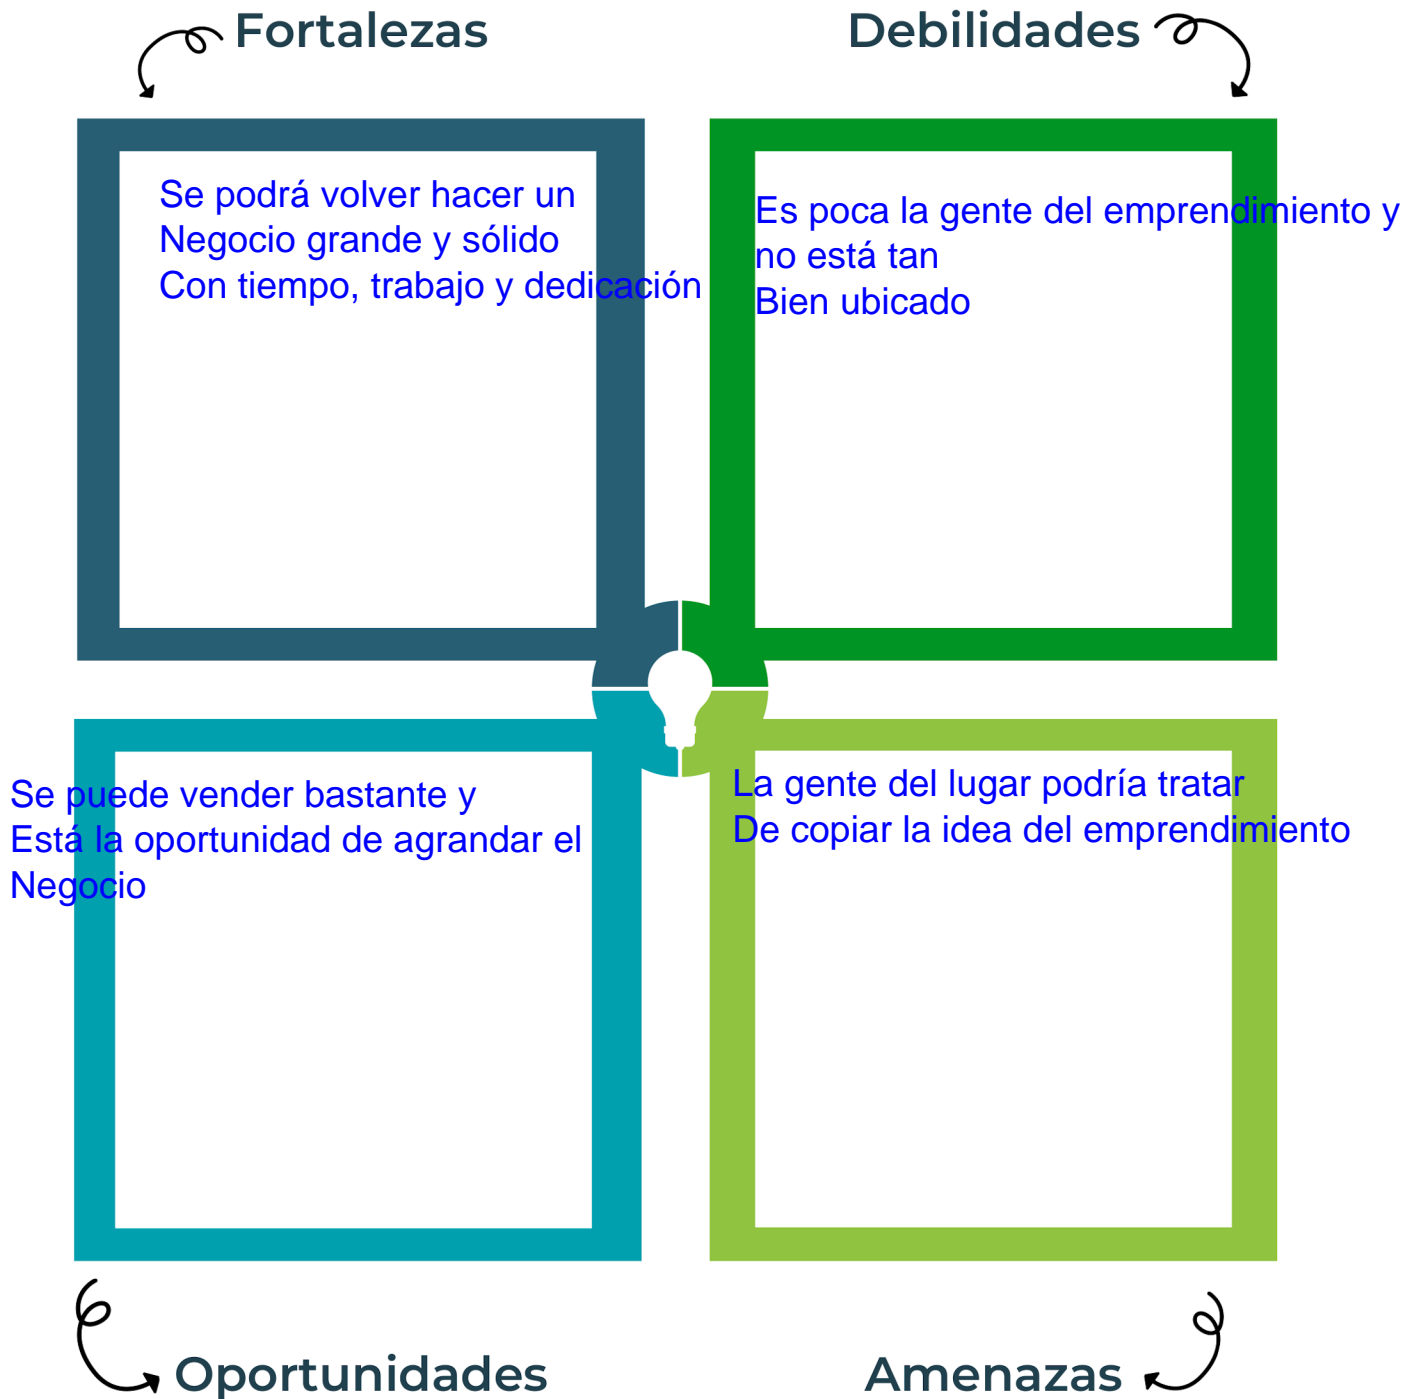 Fortalezas
Se podrá volver hacer un
Negocio grande y sólido
Con tiempo, trabajo y dedicación
Debilidades
Es poca la gente del emprendimiento y
no está tan
Bien ubicado
Se puede vender bastante y
Está la oportunidad de agrandar el
Negocio
Oportunidades
La gente del lugar podría tratar
De copiar la idea del emprendimiento
Amenazas